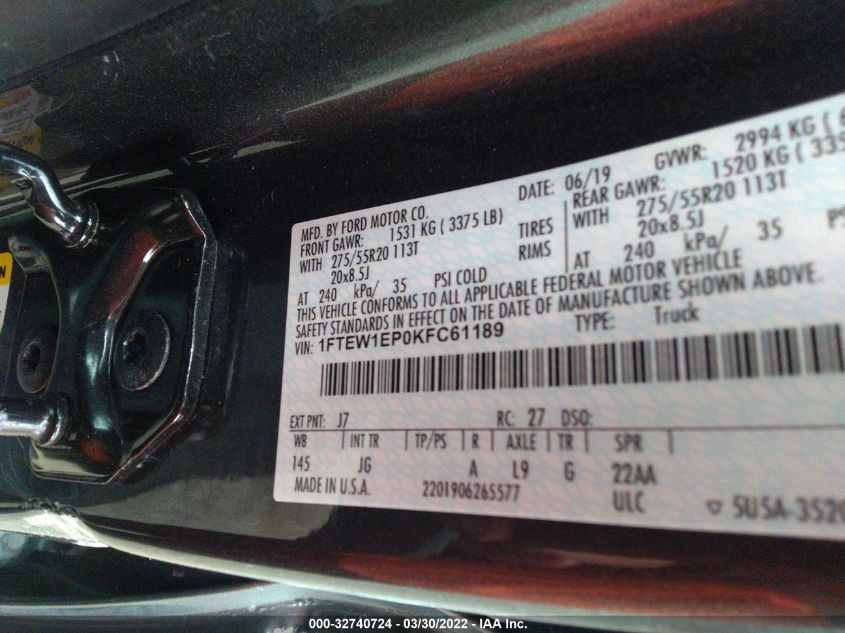 MFD. BY FORD MOTOR CO.
DATE: 06/19 GVWR: 2994 KG (
FRONT GAWR: 1531 KG ( 3375 LB)
REAR GAWR: 1520 KG (
WITH 275/55R20 113T TIRES WITH 275/55R20 113T
20x8.5J RIMS 20x8.5J
AT 240 kPa/ 35 PSI COLD AT 240 kPa/ 35 PSI
THIS VEHICLE CONFORMS TO ALL APPLICABLE FEDERAL MOTOR VEHICLE
SAFETY STANDARDS IN EFFECT ON THE DATE OF MANUFACTURE SHOWN ABOVE.
VIN: 1FTEW1EP0KFC61189 TYPE: Truck
EXT PNT: J7 RC: 27 DSO:
WB INT TR TP/PS R AXLE TR SPR
145 JG A L9 G 22AA
MADE IN U.S.A. 2201906265577 ULC
000-32740724 - 03/30/2022 - IAA Inc.